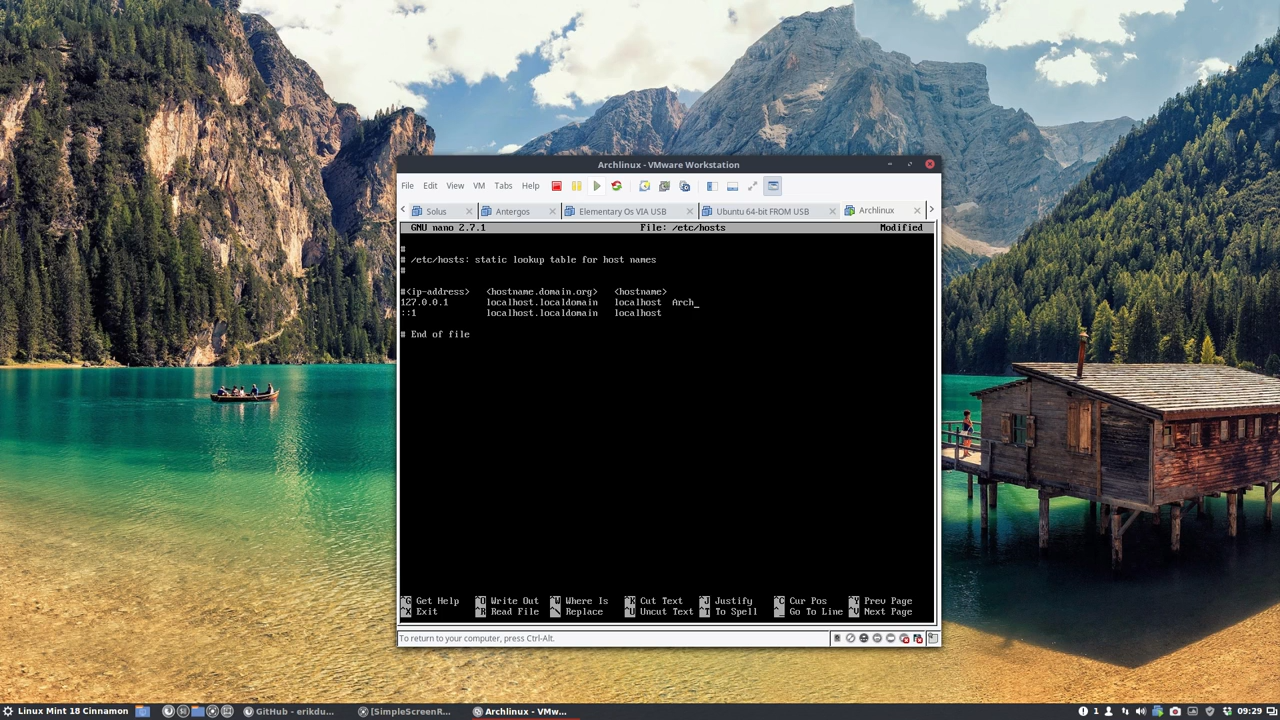 Archlinux - VMware Workstation
File Edit View VM Tabs Help
Solus Antergos Elementary Os VIA USB Ubuntu 64-bit FROM USB Archlinux
GNU nano 2.7.1 File: /etc/hosts Modified
#
# /etc/hosts: static lookup table for host names
#
#<ip-address> <hostname.domain.org> <hostname>
127.0.0.1 localhost.localdomain localhost Arch_
::1 localhost.localdomain localhost
# End of file
^G Get Help ^O Write Out ^W Where Is ^K Cut Text ^J Justify ^C Cur Pos ^Y Prev Page
^X Exit ^R Read File ^\ Replace ^U Uncut Text ^T To Spell ^_ Go To Line ^V Next Page
To return to your computer, press Ctrl-Alt.
Linux Mint 18 Cinnamon GitHub - erikdu... [SimpleScreenR... Archlinux - VMw... 1 09:29